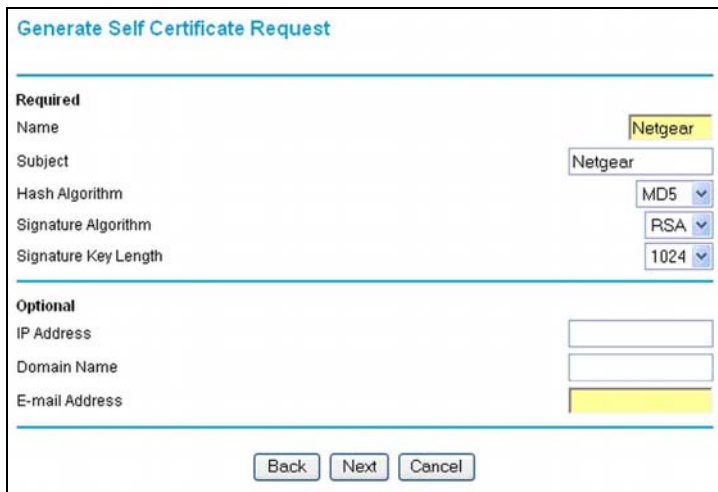 Generate Self Certificate Request
Required
Name Netgear
Subject Netgear
Hash Algorithm MD5
Signature Algorithm RSA
Signature Key Length 1024
Optional
IP Address
Domain Name
E-mail Address
Back Next Cancel